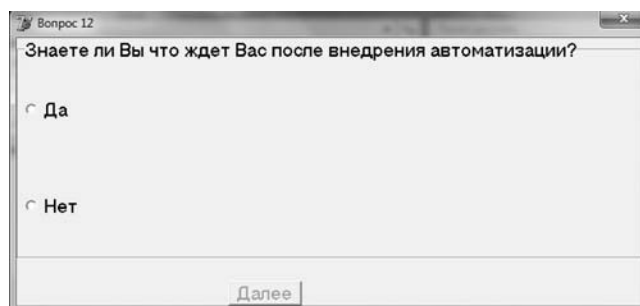 Вопрос 12
Знаете ли Вы что ждет Вас после внедрения автоматизации?
Да
Нет
Далее